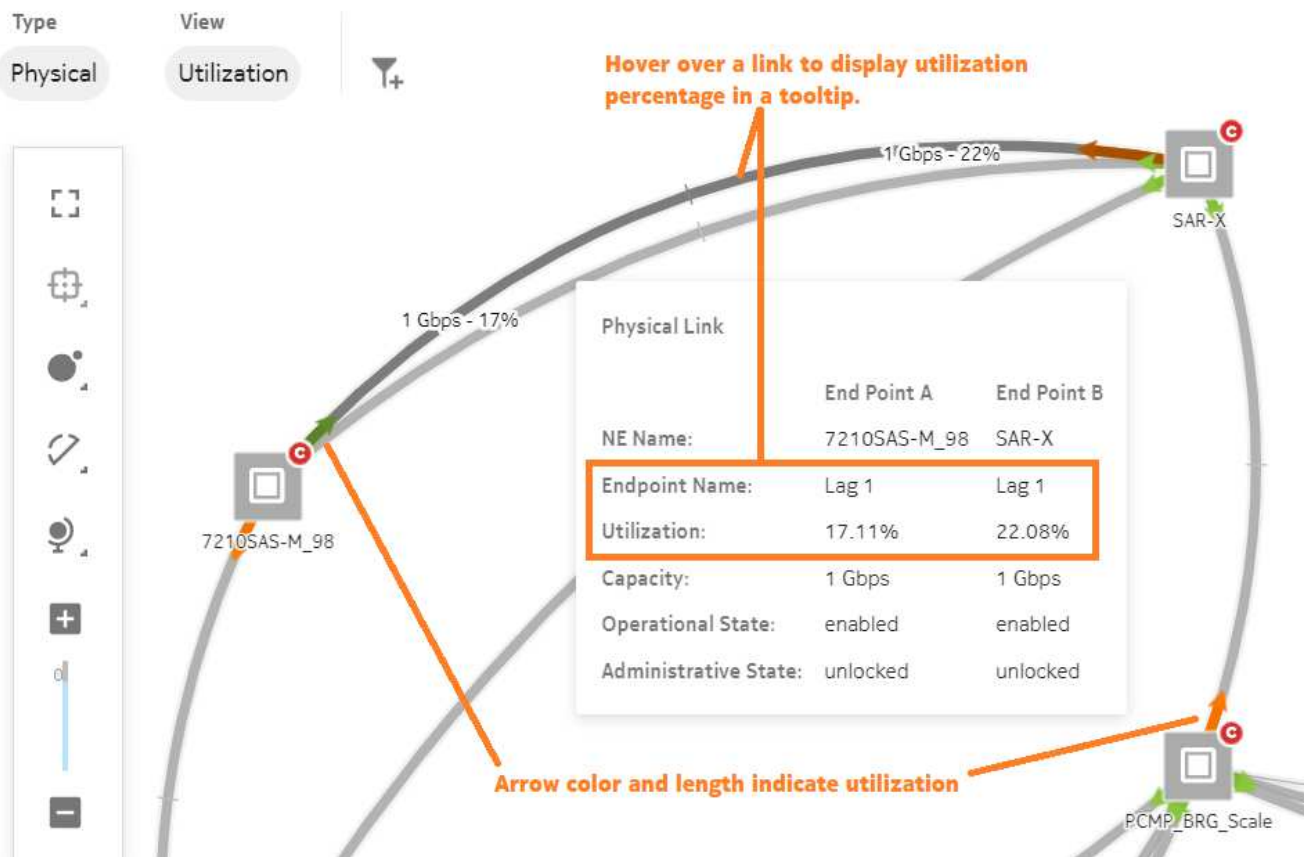 Type View
Physical Utilization
Hover over a link to display utilization
percentage in a tooltip.
C
1 Gbps - 22%
SAR-X
1 Gbps - 17%
C
7210SAS-M_98
Physical Link
End Point A End Point B
NE Name: 7210SAS-M_98 SAR-X
Endpoint Name: Lag 1 Lag 1
Utilization: 17.11% 22.08%
Capacity: 1 Gbps 1 Gbps
Operational State: enabled enabled
Administrative State: unlocked unlocked
0
C
Arrow color and length indicate utilization
PCMP_BRG_Scale